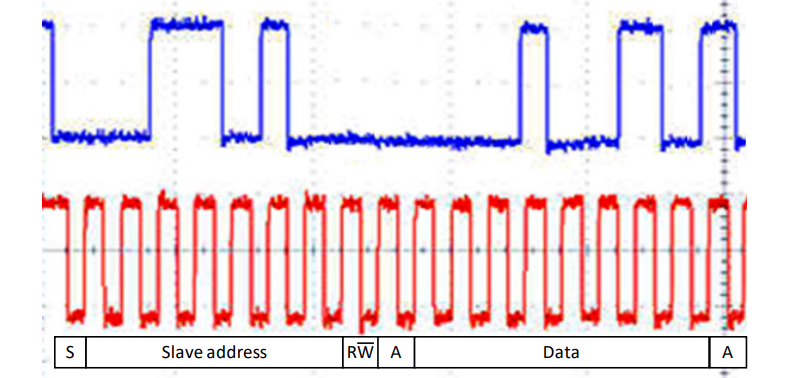 S Slave address RW̅ A Data A